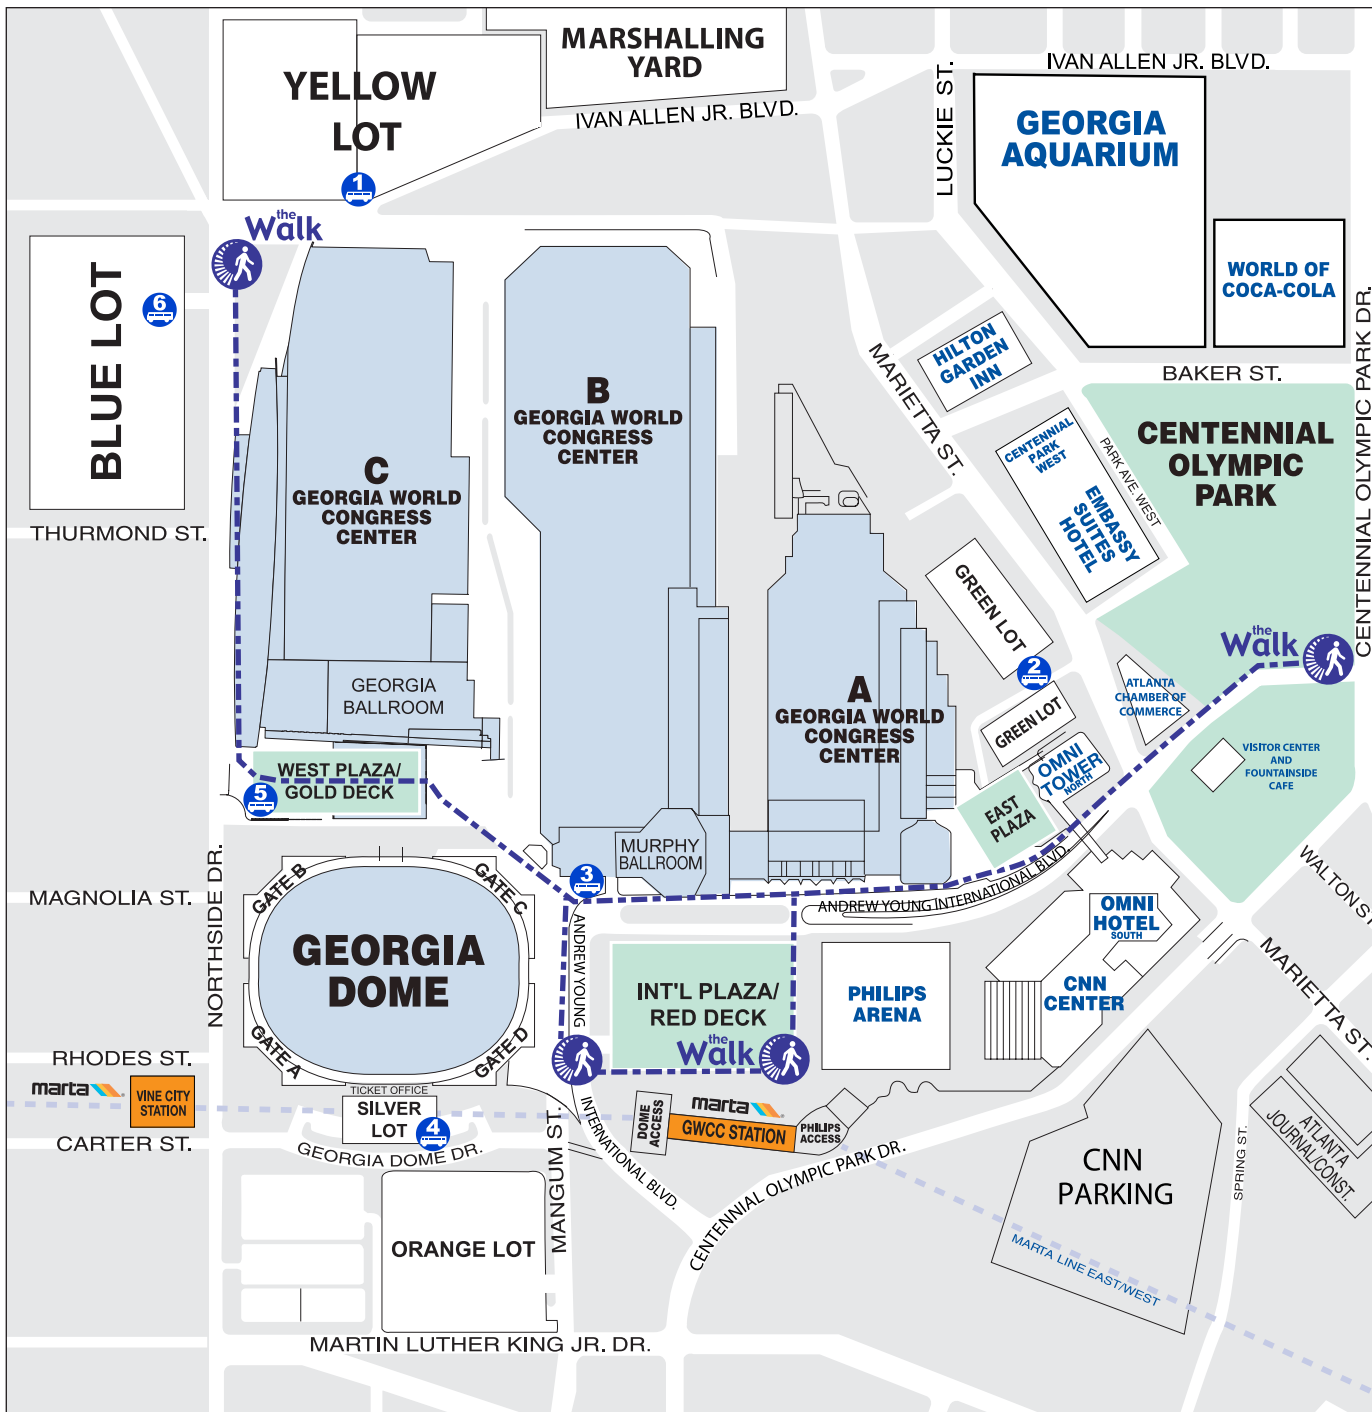 MARSHALLING
YARD
YELLOW
LOT
IVAN ALLEN JR. BLVD.
IVAN ALLEN JR. BLVD.
LUCKIE ST.
GEORGIA
AQUARIUM
1
the
Walk
BLUE LOT
6
WORLD OF
COCA-COLA
CENTENNIAL OLYMPIC PARK DR.
HILTON
GARDEN
INN
MARIETTA ST.
BAKER ST.
B
GEORGIA WORLD
CONGRESS
CENTER
C
GEORGIA WORLD
CONGRESS
CENTER
CENTENNIAL
PARK
WEST
EMBASSY
SUITES
HOTEL
PARK AVE. WEST
CENTENNIAL
OLYMPIC
PARK
THURMOND ST.
GREEN LOT
2
the
Walk
GEORGIA
BALLROOM
A
GEORGIA WORLD
CONGRESS
CENTER
GREEN LOT
ATLANTA
CHAMBER OF
COMMERCE
OMNI
TOWER
NORTH
VISITOR CENTER
AND
FOUNTAINSIDE
CAFE
WEST PLAZA/
GOLD DECK
5
EAST
PLAZA
MURPHY
BALLROOM
3
WALTON ST
NORTHSIDE DR.
MAGNOLIA ST.
GATE B
GATE C
GEORGIA
DOME
GATE A
GATE D
ANDREW YOUNG
ANDREW YOUNG INTERNATIONAL BLVD.
OMNI
HOTEL
SOUTH
CNN
CENTER
MARIETTA ST.
INT'L PLAZA/
RED DECK
the
Walk
PHILIPS
ARENA
RHODES ST.
marta
VINE CITY
STATION
CARTER ST.
TICKET OFFICE
SILVER
LOT
4
GEORGIA DOME DR.
MANGUM ST.
INTERNATIONAL BLVD.
DOME
ACCESS
marta
GWCC STATION
PHILIPS
ACCESS
CENTENNIAL OLYMPIC PARK DR.
CNN
PARKING
SPRING ST.
ATLANTA
JOURNAL/CONST.
ORANGE LOT
MARTA LINE EAST/WEST
MARTIN LUTHER KING JR. DR.